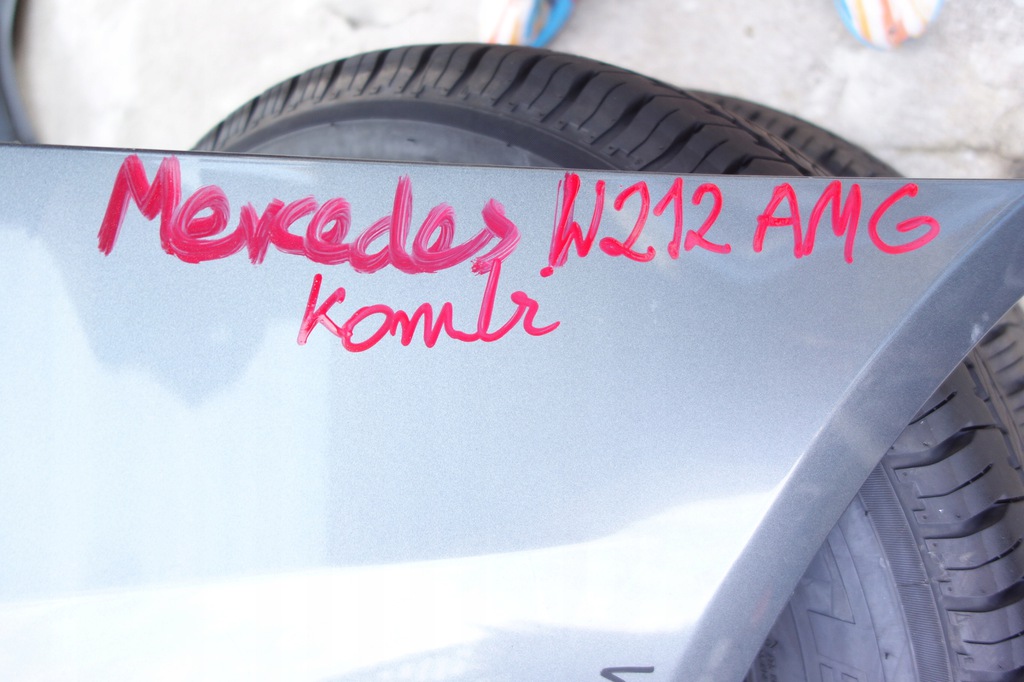 Mercedes W212 AMG
Kombi